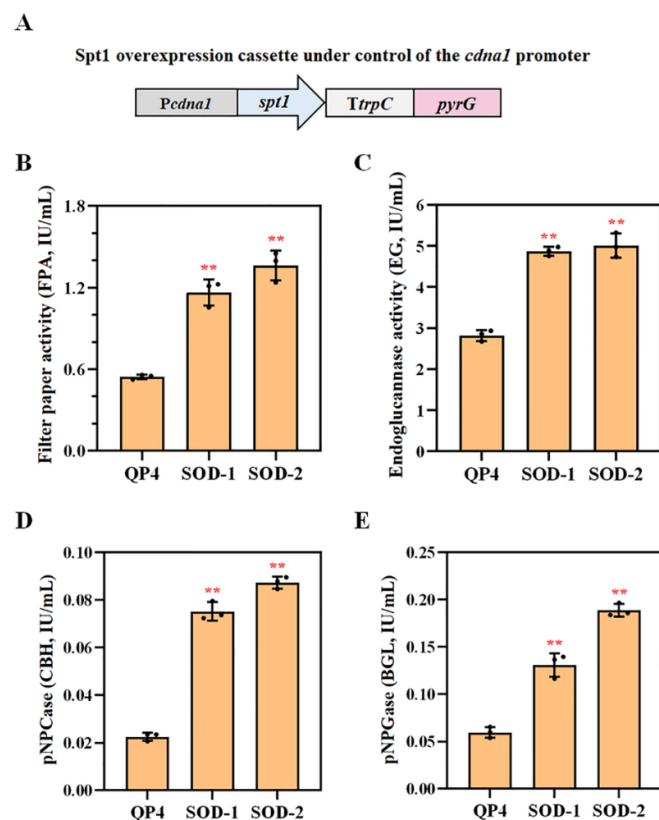 A
Spt1 overexpression cassette under control of the cdna1 promoter
Pcdna1 spt1 TtrpC pyrG
B
Filter paper activity (FPA, IU/mL)
1.8
1.2
0.6
0.0
** **
QP4 SOD-1 SOD-2
C
Endoglucannase activity (EG, IU/mL)
6
5
4
3
2
1
0
** **
QP4 SOD-1 SOD-2
D
pNPCase (CBH, IU/mL)
0.10
0.08
0.06
0.04
0.02
0.00
** **
QP4 SOD-1 SOD-2
E
pNPGase (BGL, IU/mL)
0.25
0.20
0.15
0.10
0.05
0.00
** **
QP4 SOD-1 SOD-2